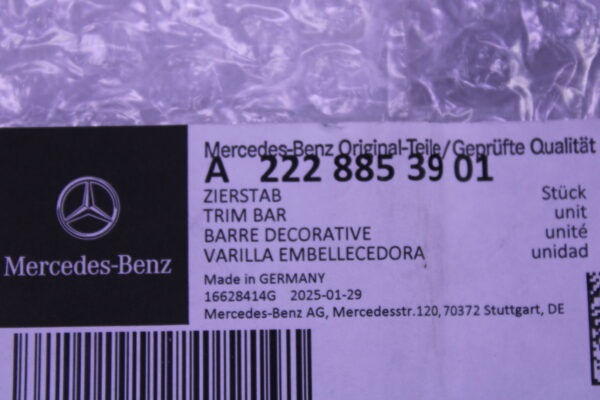 Mercedes-Benz Original-Teile/Geprüfte Qualität
A 222 885 39 01
ZIERSTAB Stück
TRIM BAR unit
BARRE DECORATIVE unité
VARILLA EMBELLECEDORA unidad
Made in GERMANY
16628414G 2025-01-29
Mercedes-Benz AG, Mercedesstr.120, 70372 Stuttgart, DE
Mercedes-Benz